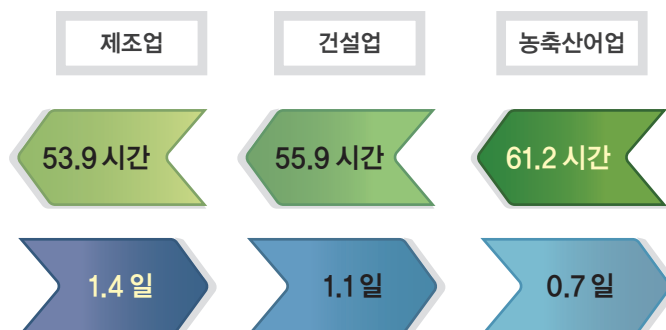 제조업 건설업 농축산어업
53.9 시간 55.9 시간 61.2 시간
1.4 일 1.1 일 0.7 일